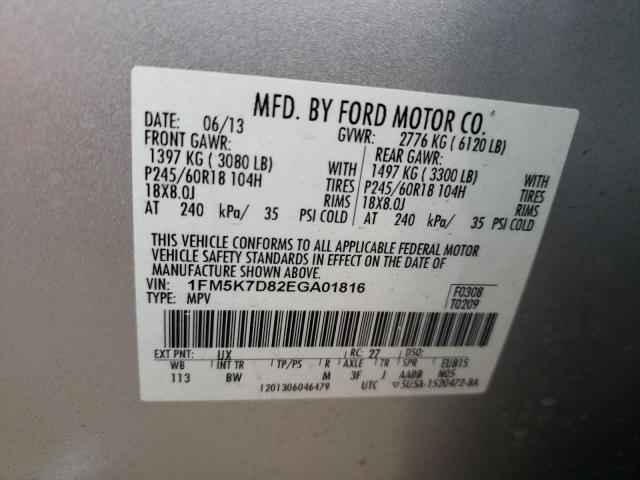 MFD. BY FORD MOTOR CO.
DATE: 06/13 GVWR: 2776 KG ( 6120 LB)
FRONT GAWR: REAR GAWR:
1397 KG ( 3080 LB) WITH 1497 KG ( 3300 LB) WITH
P245/60R18 104H TIRES P245/60R18 104H TIRES
18X8.0J RIMS 18X8.0J RIMS
AT 240 kPa/ 35 PSI COLD AT 240 kPa/ 35 PSI COLD
THIS VEHICLE CONFORMS TO ALL APPLICABLE FEDERAL MOTOR
VEHICLE SAFETY STANDARDS IN EFFECT ON THE DATE OF
MANUFACTURE SHOWN ABOVE.
VIN: 1FM5K7D82EGA01816 F0308
TYPE: MPV T0209
EXT PNT: UX RC: 27 DSO:
WB INT TR TP/PS R AXLE TR SPR EUB15
113 BW M 3F J AABB N05
I201306046479 UTC 5U5A-1520472-BA